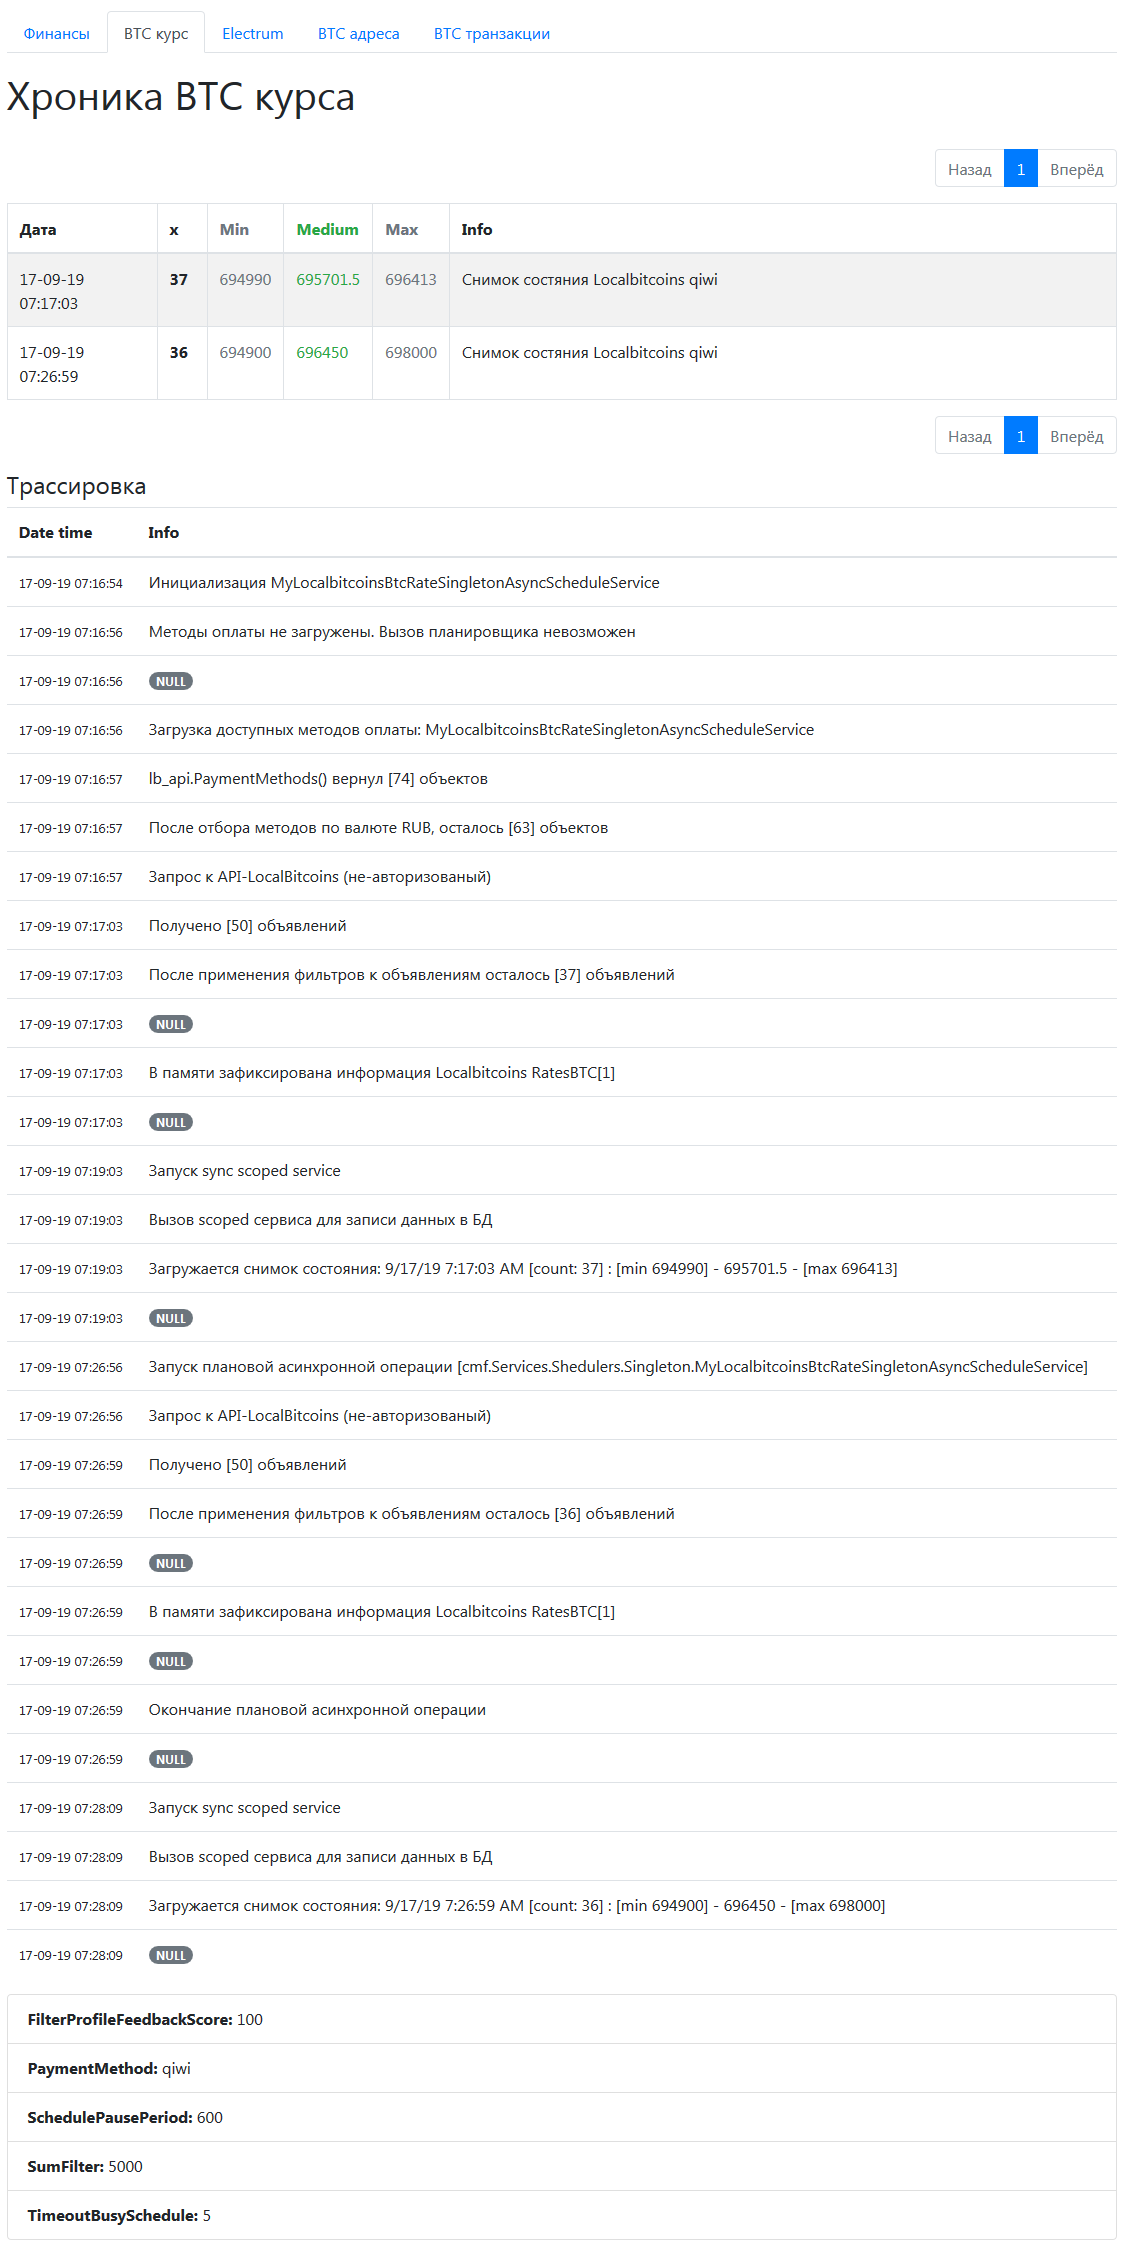 Финансы BTC курс Electrum BTC адреса BTC транзакции
Хроника BTC курса
Назад 1 Вперёд
Дата x Min Medium Max Info
17-09-19 07:17:03 37 694990 695701.5 696413 Снимок состяния Localbitcoins qiwi
17-09-19 07:26:59 36 694900 696450 698000 Снимок состяния Localbitcoins qiwi
Назад 1 Вперёд
Трассировка
Date time Info
17-09-19 07:16:54 Инициализация MyLocalbitcoinsBtcRateSingletonAsyncScheduleService
17-09-19 07:16:56 Методы оплаты не загружены. Вызов планировщика невозможен
17-09-19 07:16:56 NULL
17-09-19 07:16:56 Загрузка доступных методов оплаты: MyLocalbitcoinsBtcRateSingletonAsyncScheduleService
17-09-19 07:16:57 lb_api.PaymentMethods() вернул [74] объектов
17-09-19 07:16:57 После отбора методов по валюте RUB, осталось [63] объектов
17-09-19 07:16:57 Запрос к API-LocalBitcoins (не-авторизованый)
17-09-19 07:17:03 Получено [50] объявлений
17-09-19 07:17:03 После применения фильтров к объявлениям осталось [37] объявлений
17-09-19 07:17:03 NULL
17-09-19 07:17:03 В памяти зафиксирована информация Localbitcoins RatesBTC[1]
17-09-19 07:17:03 NULL
17-09-19 07:19:03 Запуск sync scoped service
17-09-19 07:19:03 Вызов scoped сервиса для записи данных в БД
17-09-19 07:19:03 Загружается снимок состояния: 9/17/19 7:17:03 AM [count: 37] : [min 694990] - 695701.5 - [max 696413]
17-09-19 07:19:03 NULL
17-09-19 07:26:56 Запуск плановой асинхронной операции [cmf.Services.Shedulers.Singleton.MyLocalbitcoinsBtcRateSingletonAsyncScheduleService]
17-09-19 07:26:56 Запрос к API-LocalBitcoins (не-авторизованый)
17-09-19 07:26:59 Получено [50] объявлений
17-09-19 07:26:59 После применения фильтров к объявлениям осталось [36] объявлений
17-09-19 07:26:59 NULL
17-09-19 07:26:59 В памяти зафиксирована информация Localbitcoins RatesBTC[1]
17-09-19 07:26:59 NULL
17-09-19 07:26:59 Окончание плановой асинхронной операции
17-09-19 07:26:59 NULL
17-09-19 07:28:09 Запуск sync scoped service
17-09-19 07:28:09 Вызов scoped сервиса для записи данных в БД
17-09-19 07:28:09 Загружается снимок состояния: 9/17/19 7:26:59 AM [count: 36] : [min 694900] - 696450 - [max 698000]
17-09-19 07:28:09 NULL
FilterProfileFeedbackScore: 100
PaymentMethod: qiwi
SchedulePausePeriod: 600
SumFilter: 5000
TimeoutBusySchedule: 5